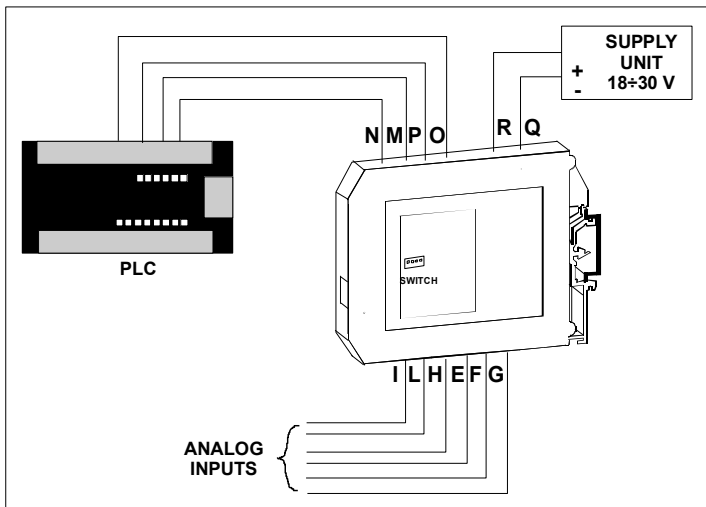 SUPPLY
UNIT
18÷30 V
+
-
N M P O
R Q
PLC
SWITCH
I L H E F G
ANALOG
INPUTS